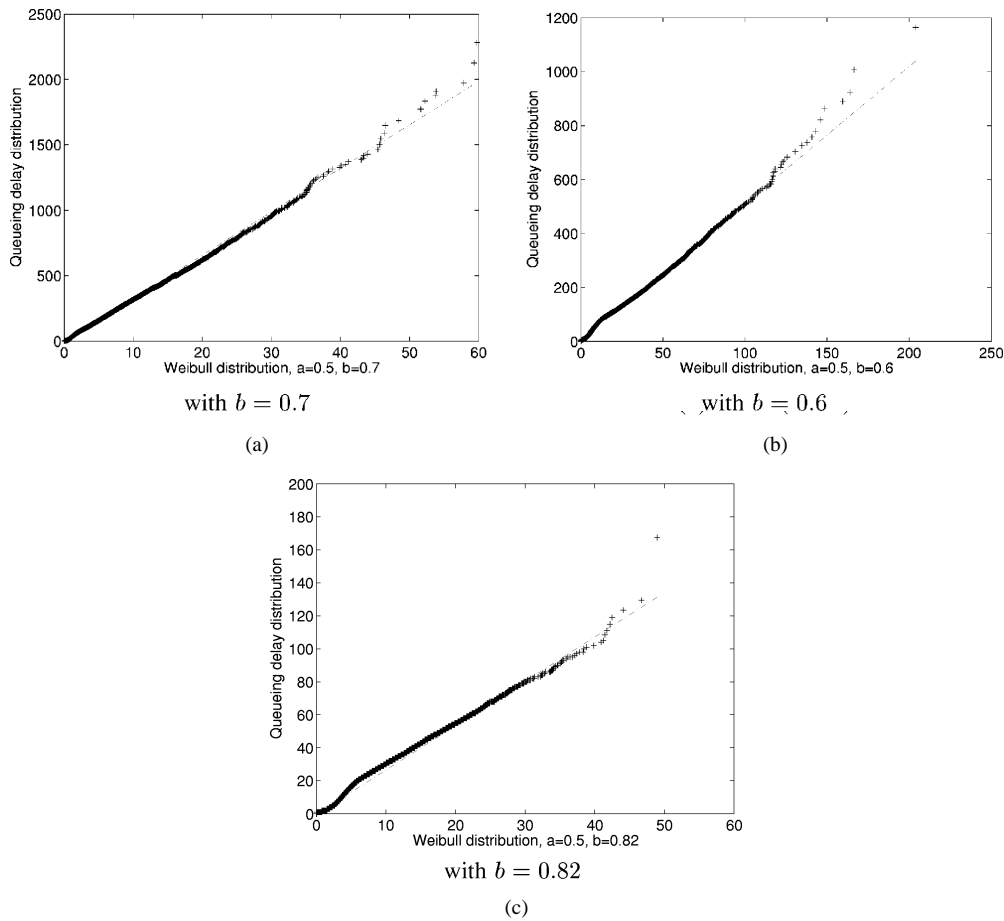 2500
2000
1500
1000
500
0
Queueing delay distribution
0 10 20 30 40 50 60
Weibull distribution, a=0.5, b=0.7
with b = 0.7
(a)
1200
1000
800
600
400
200
0
Queueing delay distribution
0 50 100 150 200 250
Weibull distribution, a=0.5, b=0.6
with b = 0.6
(b)
200
180
160
140
120
100
80
60
40
20
0
Queueing delay distribution
0 10 20 30 40 50 60
Weibull distribution, a=0.5, b=0.82
with b = 0.82
(c)